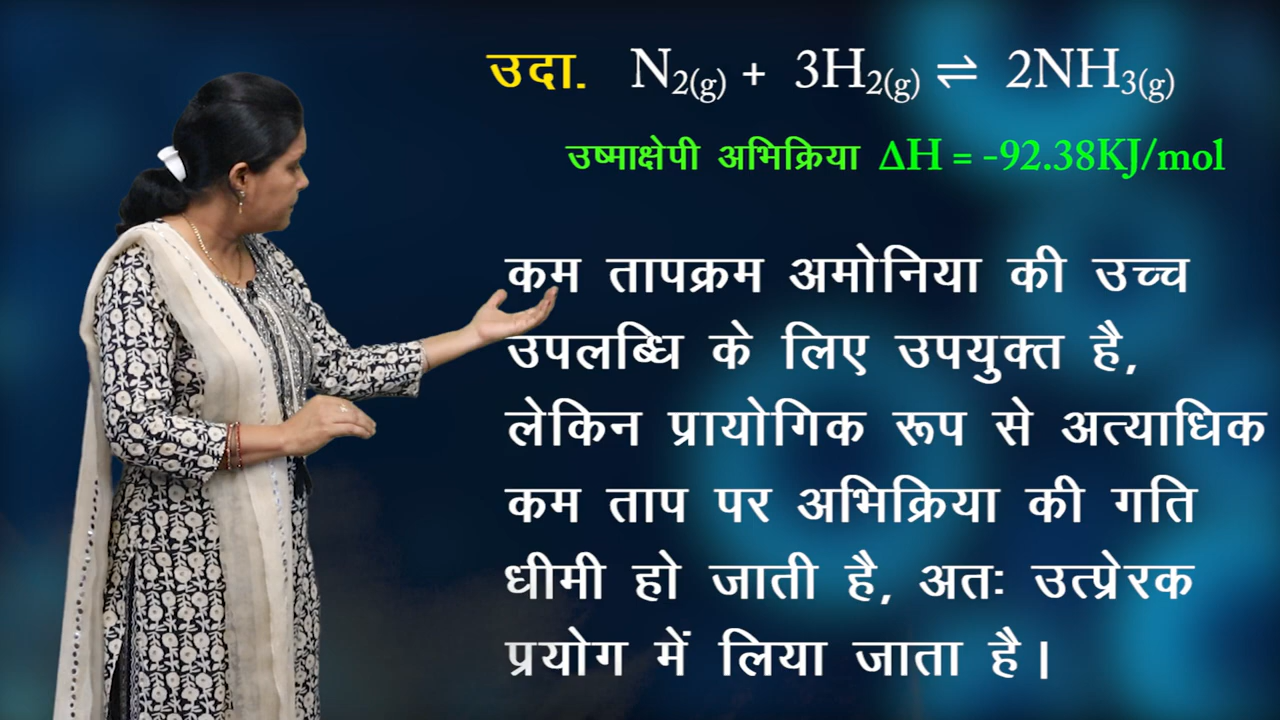 उदा. N₂(g) + 3H₂(g) ⇌ 2NH₃(g)
उष्माक्षेपी अभिक्रिया ΔH = -92.38KJ/mol
कम तापक्रम अमोनिया की उच्च
उपलब्धि के लिए उपयुक्त है,
लेकिन प्रायोगिक रूप से अत्याधिक
कम ताप पर अभिक्रिया की गति
धीमी हो जाती है, अतः उत्प्रेरक
प्रयोग में लिया जाता है।